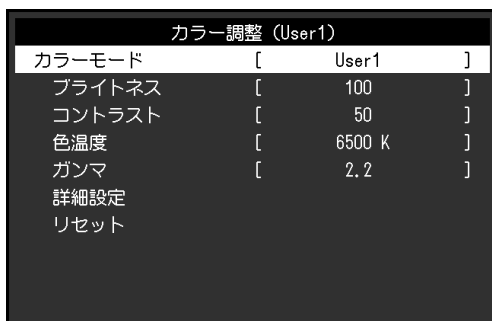 カラー調整（User1）
カラーモード [ User1 ]
ブライトネス [ 100 ]
コントラスト [ 50 ]
色温度 [ 6500 K ]
ガンマ [ 2.2 ]
詳細設定
リセット